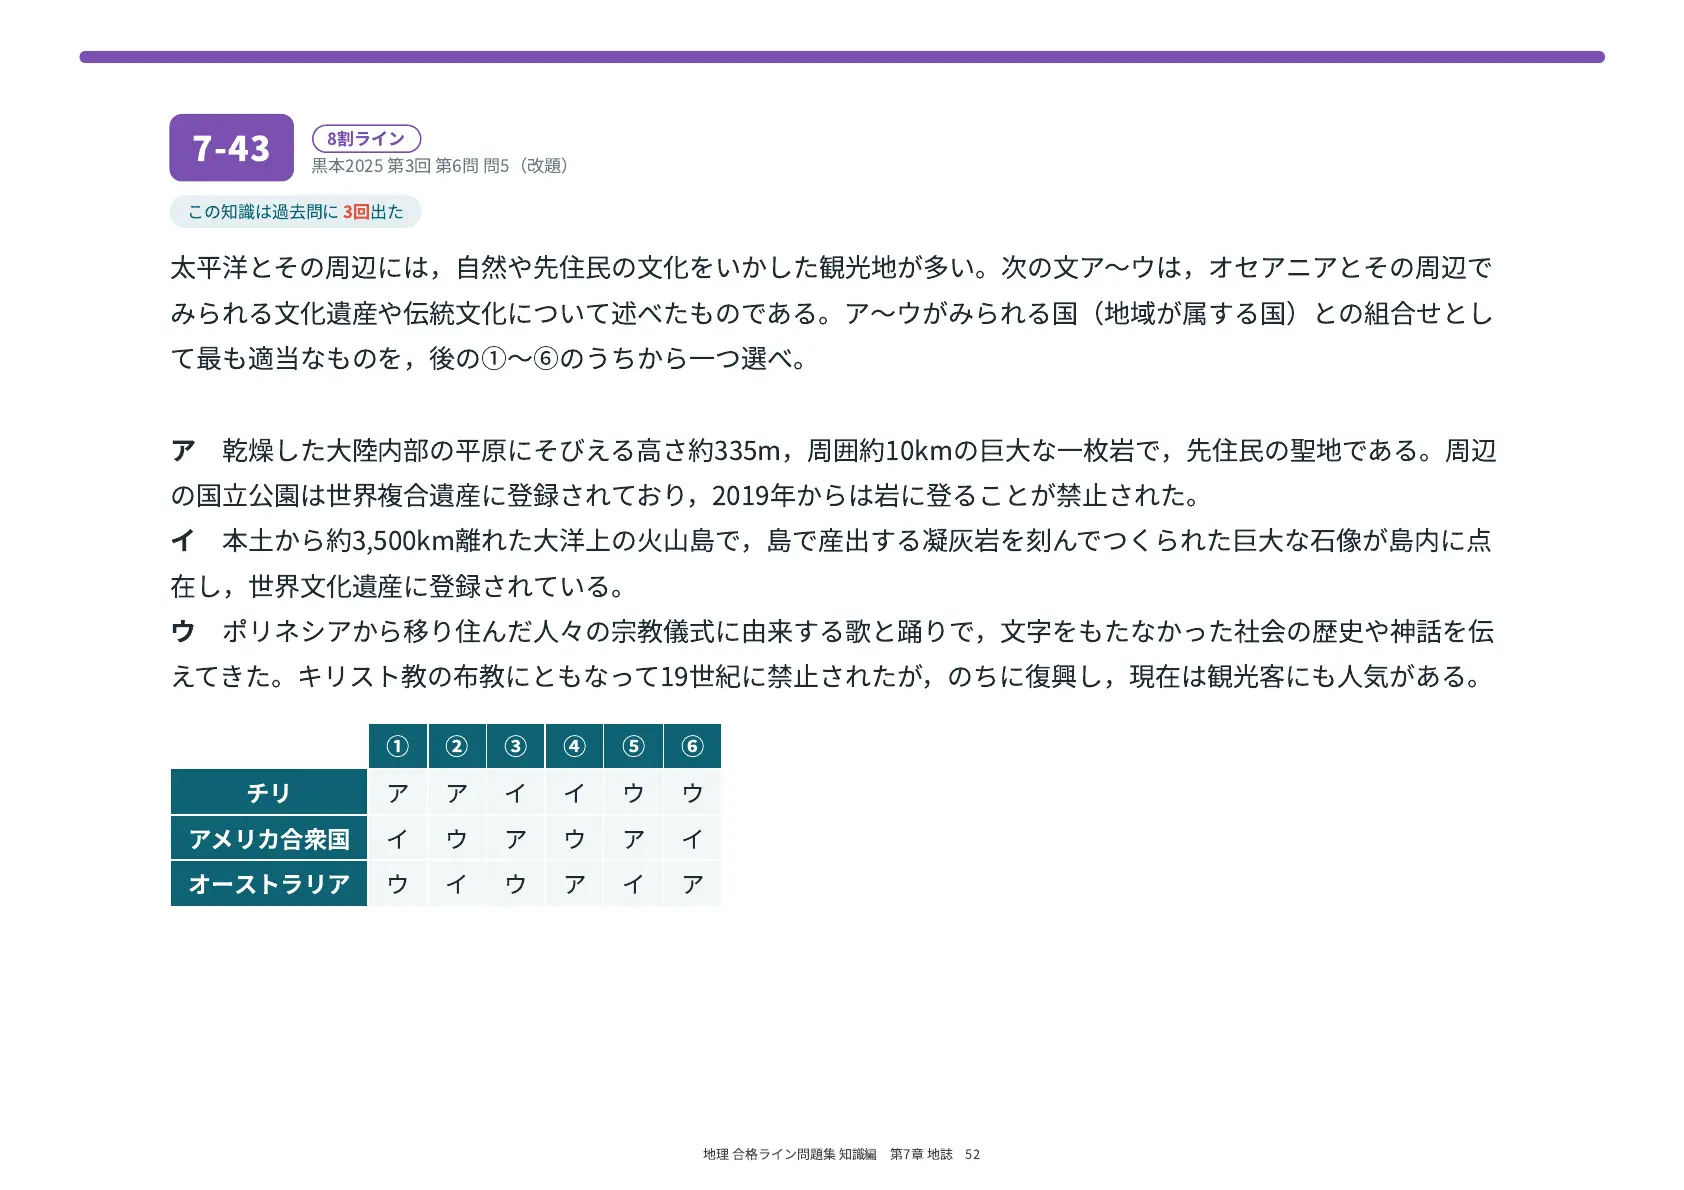 7-43
8割ライン
黒本2025 第3回 第6問 問5（改題）
この知識は過去問に 3回出た
太平洋とその周辺には，自然や先住民の文化をいかした観光地が多い。次の文ア～ウは，オセアニアとその周辺で
みられる文化遺産や伝統文化について述べたものである。ア～ウがみられる国（地域が属する国）との組合せとし
て最も適当なものを，後の①～⑥のうちから一つ選べ。
ア　乾燥した大陸内部の平原にそびえる高さ約335m，周囲約10kmの巨大な一枚岩で，先住民の聖地である。周辺
の国立公園は世界複合遺産に登録されており，2019年からは岩に登ることが禁止された。
イ　本土から約3,500km離れた大洋上の火山島で，島で産出する凝灰岩を刻んでつくられた巨大な石像が島内に点
在し，世界文化遺産に登録されている。
ウ　ポリネシアから移り住んだ人々の宗教儀式に由来する歌と踊りで，文字をもたなかった社会の歴史や神話を伝
えてきた。キリスト教の布教にともなって19世紀に禁止されたが，のちに復興し，現在は観光客にも人気がある。
① ② ③ ④ ⑤ ⑥
チリ ア ア イ イ ウ ウ
アメリカ合衆国 イ ウ ア ウ ア イ
オーストラリア ウ イ ウ ア イ ア
地理 合格ライン問題集 知識編　第7章 地誌　52